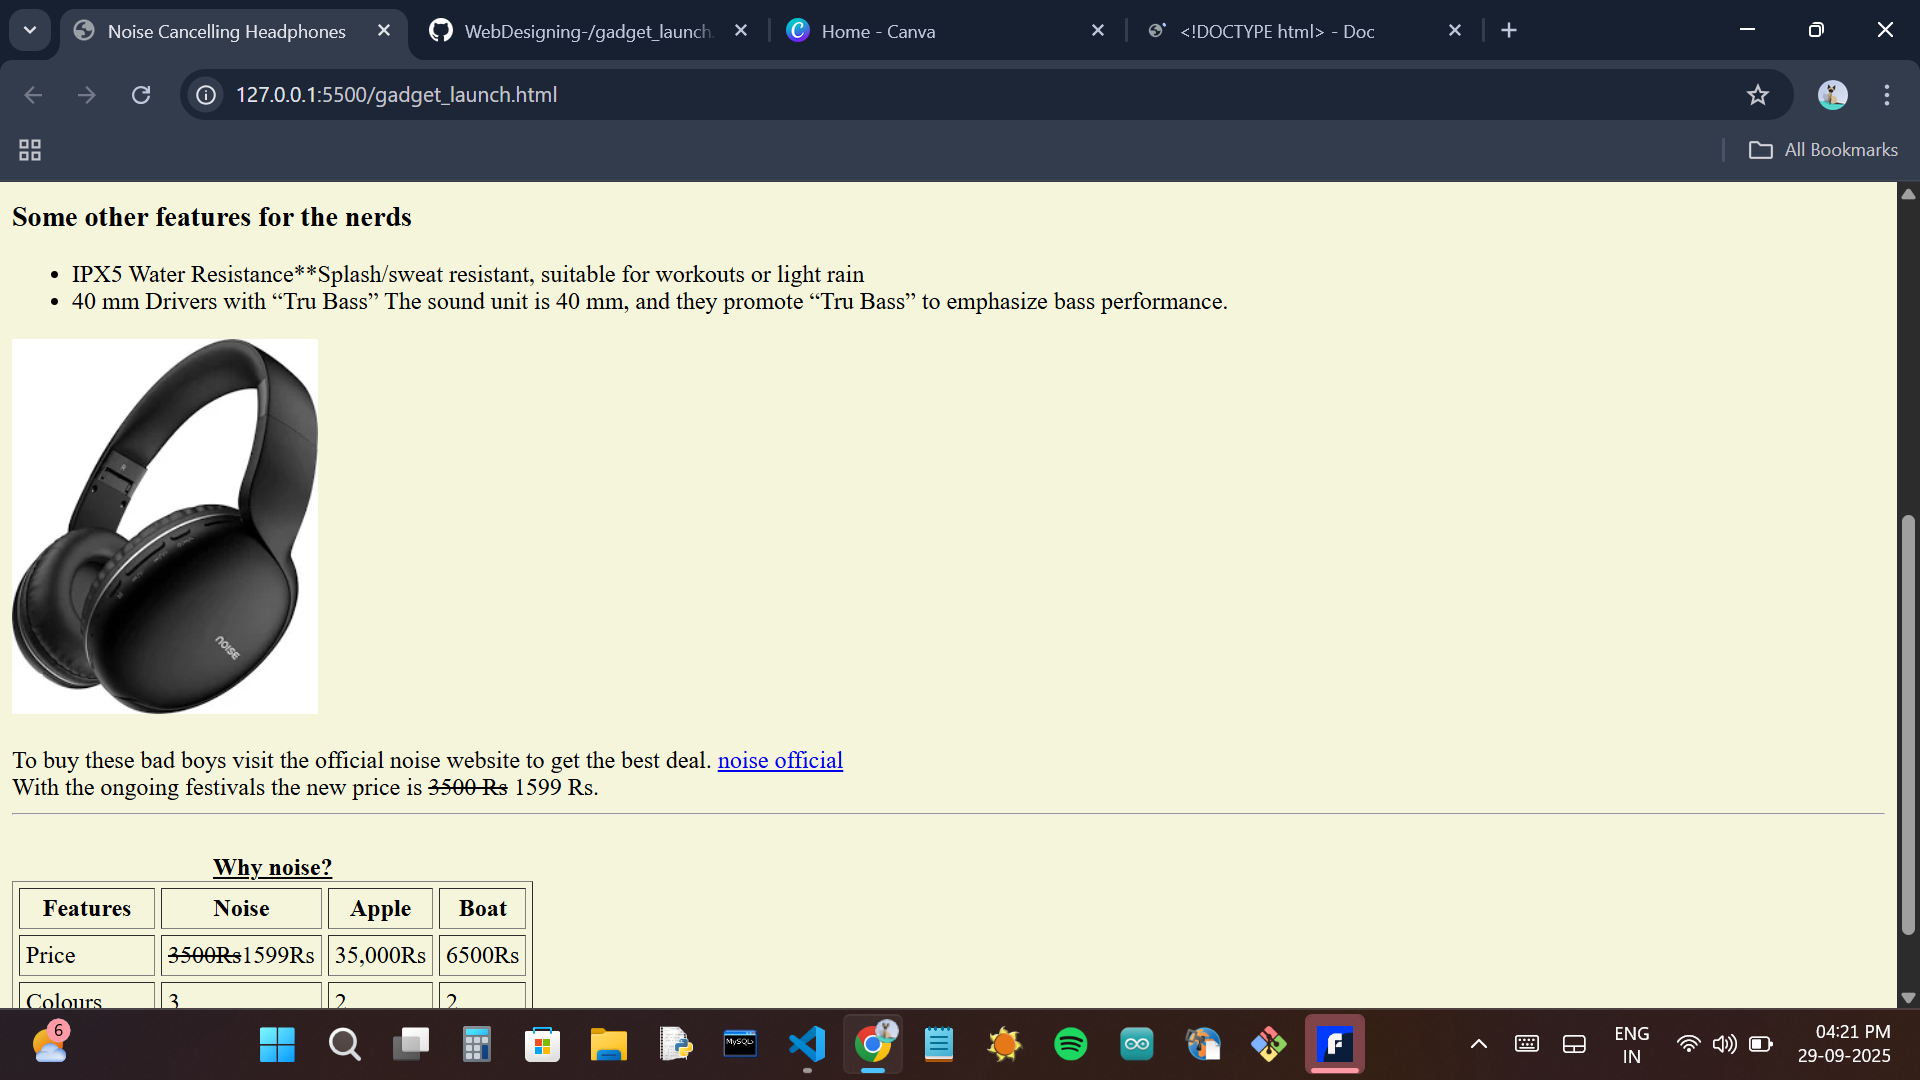 Noise Cancelling Headphones
WebDesigning-/gadget_launch.
Home - Canva
<!DOCTYPE html> - Doc
127.0.0.1:5500/gadget_launch.html
All Bookmarks
Some other features for the nerds
• IPX5 Water Resistance**Splash/sweat resistant, suitable for workouts or light rain
• 40 mm Drivers with “Tru Bass” The sound unit is 40 mm, and they promote “Tru Bass” to emphasize bass performance.
noise
To buy these bad boys visit the official noise website to get the best deal. noise official
With the ongoing festivals the new price is 3500 Rs 1599 Rs.
Why noise?
Features Noise Apple Boat
Price 3500Rs1599Rs 35,000Rs 6500Rs
Colours 3 2 2
6
MySQL
ENG
IN
04:21 PM
29-09-2025